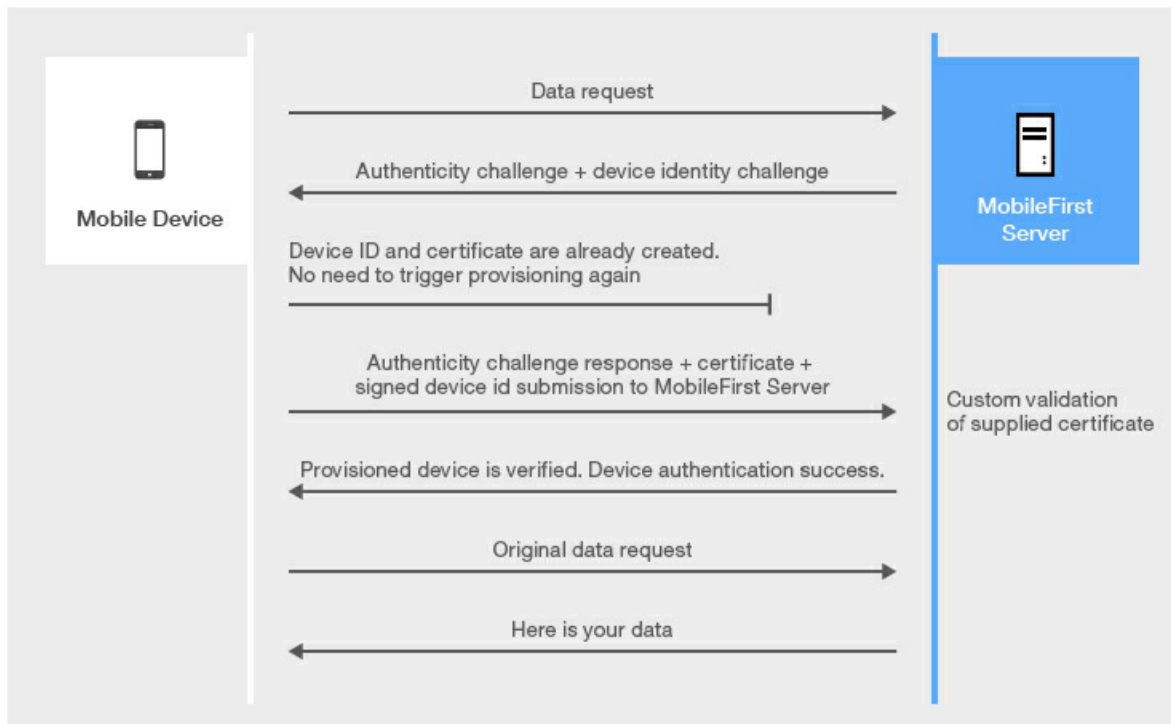 Data request
Authenticity challenge + device identity challenge
Mobile Device
MobileFirst
Server
Device ID and certificate are already created.
No need to trigger provisioning again
Authenticity challenge response + certificate +
signed device id submission to MobileFirst Server
Custom validation
of supplied certificate
Provisioned device is verified. Device authentication success.
Original data request
Here is your data